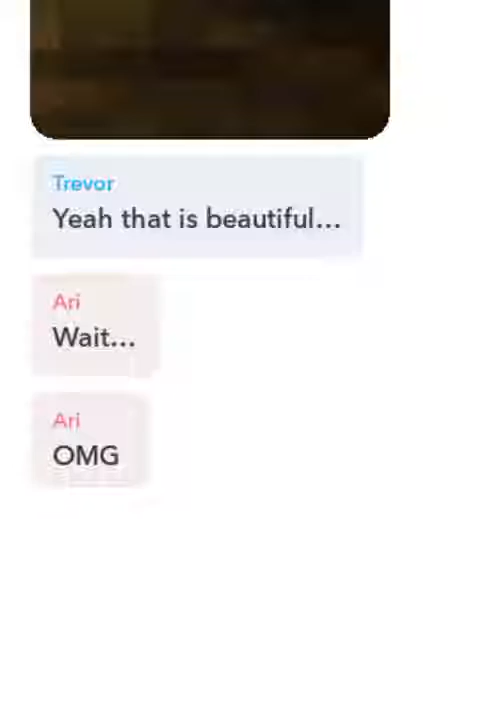 Trevor
Yeah that is beautiful...
Ari
Wait...
Ari
OMG